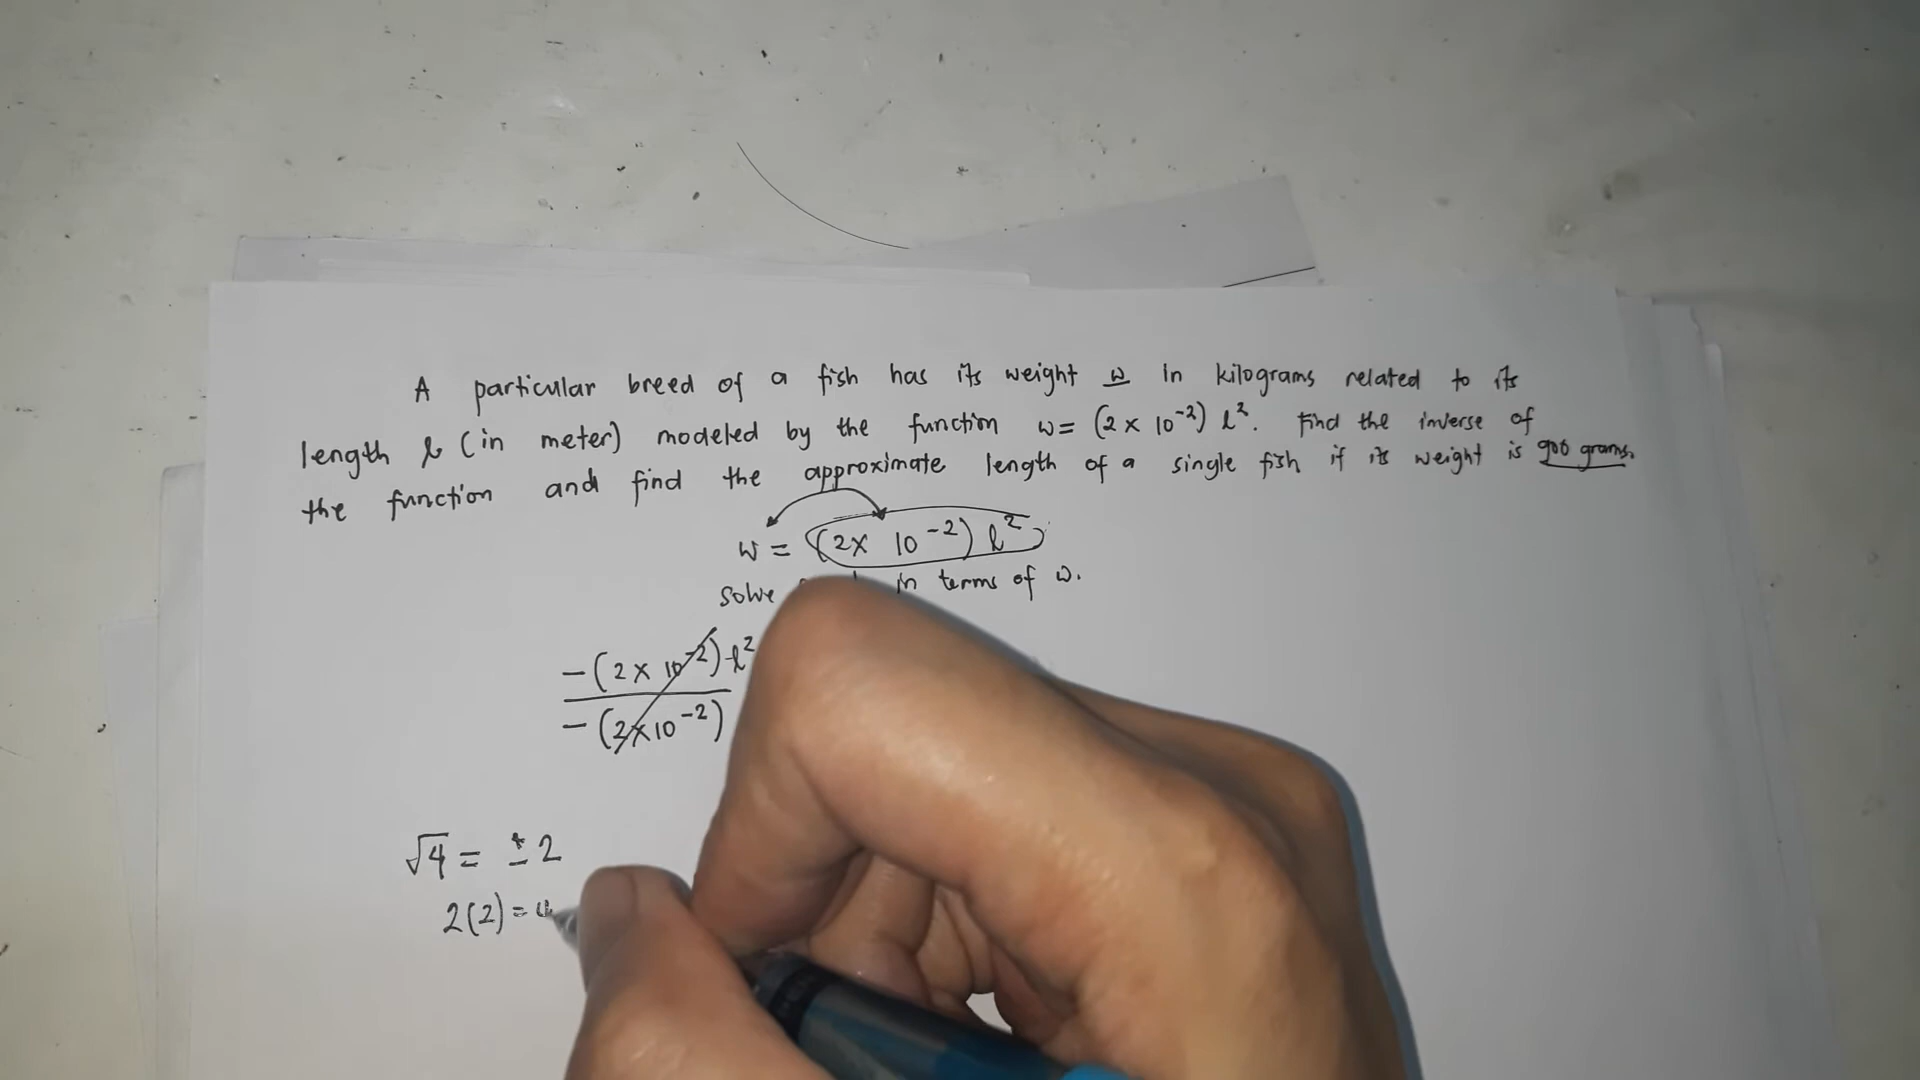 A particular breed of a fish has its weight w in kilograms related to its
length l (in meter) modeled by the function w = (2 x 10⁻²) l². Find the inverse of
the function and find the approximate length of a single fish if its weight is 900 grams.
w = (2x 10⁻²) l²
solve in terms of w.
-(2 x 10⁻²) l²
-(2x10⁻²)
√4 = ± 2
2(2) = 4